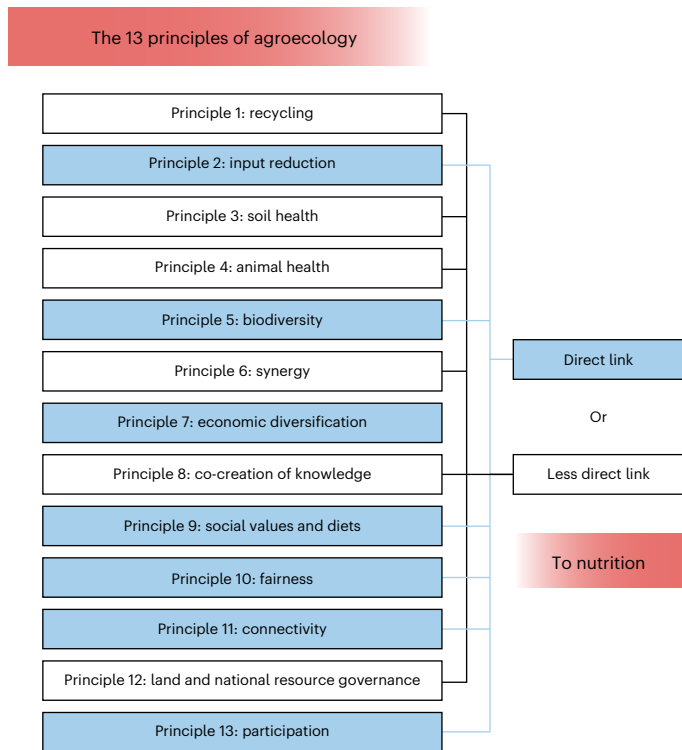 The 13 principles of agroecology
Principle 1: recycling
Principle 2: input reduction
Principle 3: soil health
Principle 4: animal health
Principle 5: biodiversity
Principle 6: synergy
Principle 7: economic diversification
Principle 8: co-creation of knowledge
Principle 9: social values and diets
Principle 10: fairness
Principle 11: connectivity
Principle 12: land and national resource governance
Principle 13: participation
Direct link
Or
Less direct link
To nutrition